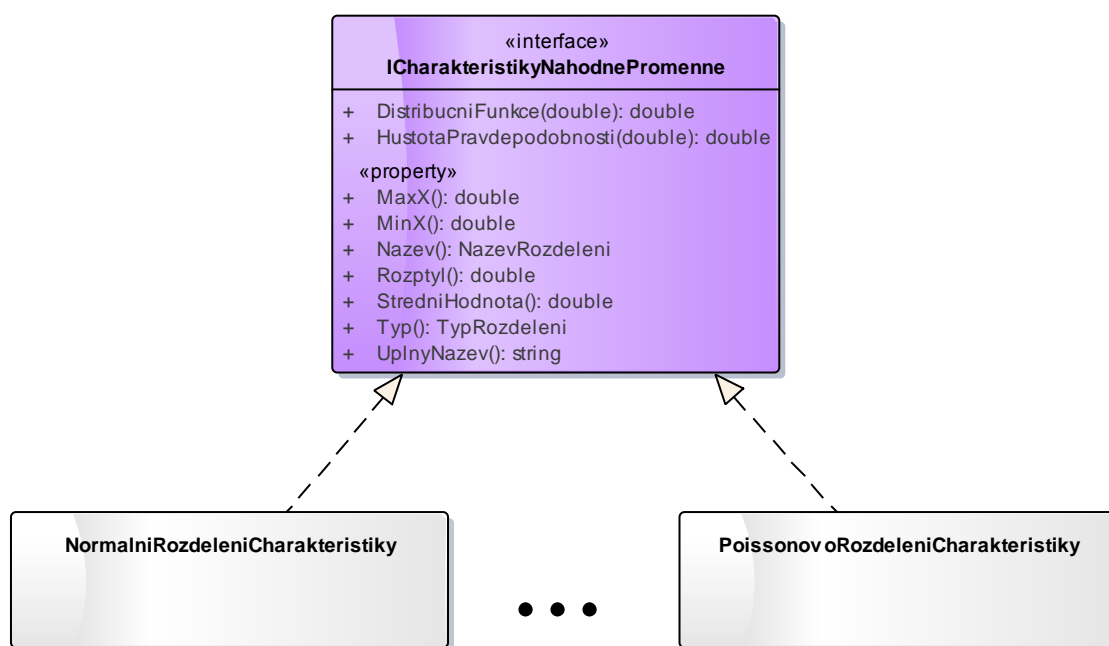 «interface»
ICharakteristikyNahodnePromenne
+ DistribucniFunkce(double): double
+ HustotaPravdepodobnosti(double): double
«property»
+ MaxX(): double
+ MinX(): double
+ Nazev(): NazevRozdeleni
+ Rozptyl(): double
+ StredniHodnota(): double
+ Typ(): TypRozdeleni
+ UplnyNazev(): string
NormalniRozdeleniCharakteristiky
PoissonovoRozdeleniCharakteristiky